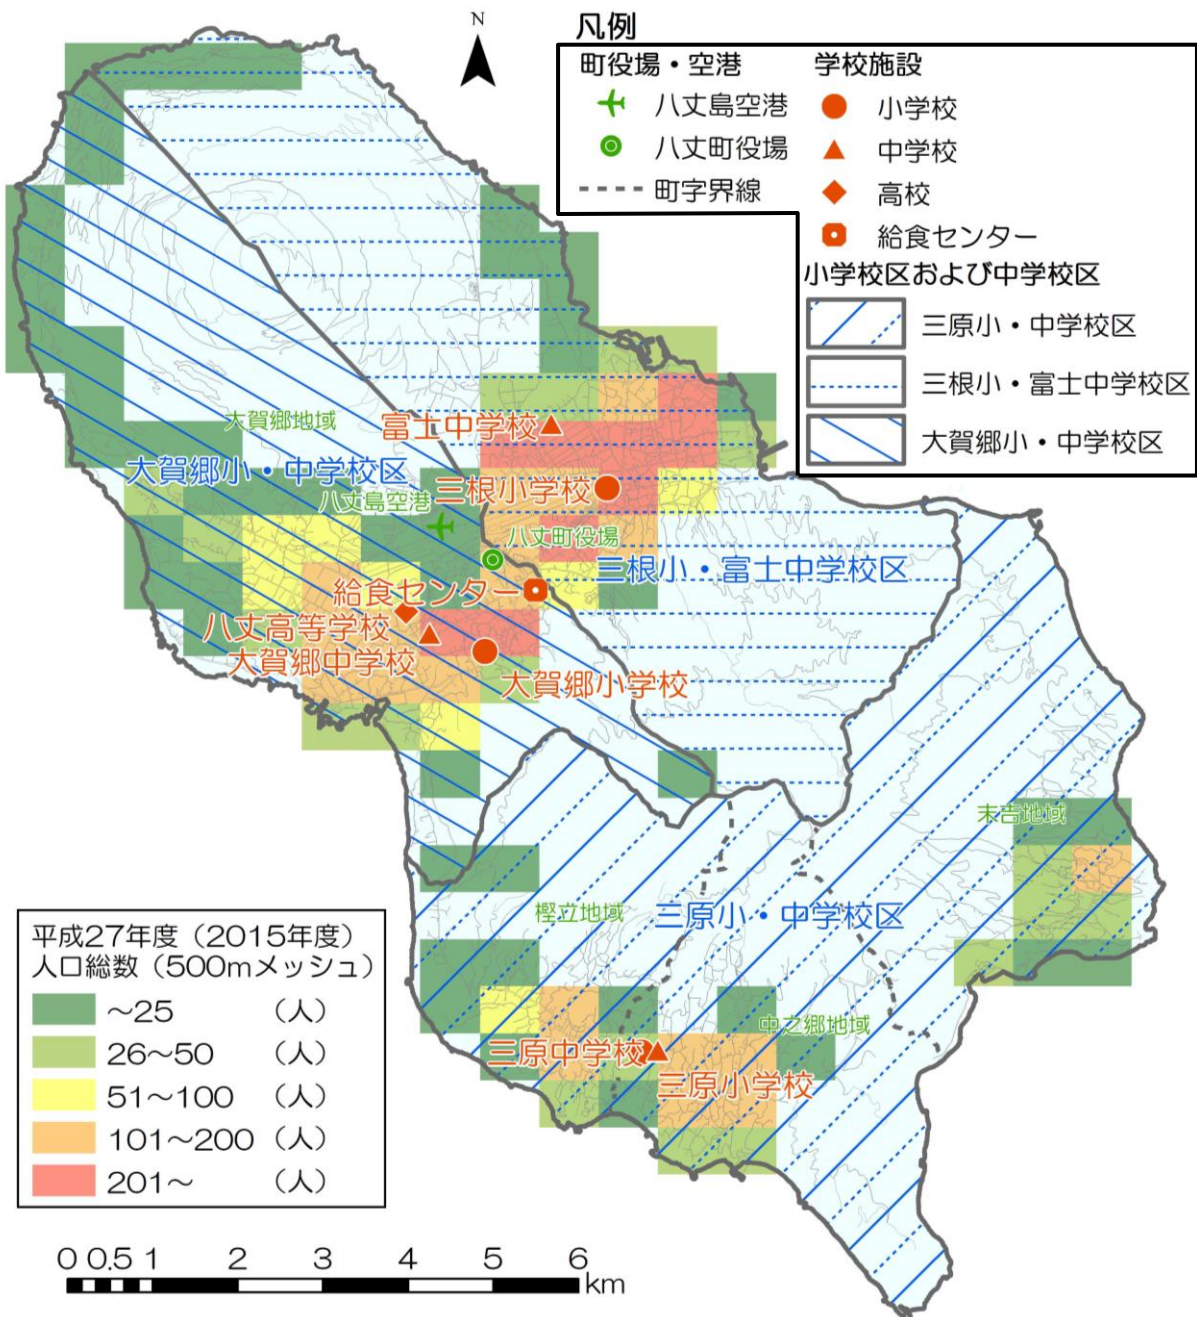 N
凡例
町役場・空港
八丈島空港
八丈町役場
町字界線
学校施設
小学校
中学校
高校
給食センター
小学校区および中学校区
三原小・中学校区
三根小・富士中学校区
大賀郷小・中学校区
大賀郷地域
富士中学校
大賀郷小・中学校区
三根小学校
八丈島空港
八丈町役場
三根小・富士中学校区
給食センター
八丈高等学校
大賀郷中学校
大賀郷小学校
末吉地域
樫立地域
三原小・中学校区
中之郷地域
三原中学校
三原小学校
平成27年度（2015年度）
人口総数（500mメッシュ）
～25 （人）
26～50 （人）
51～100 （人）
101～200 （人）
201～ （人）
0 0.5 1 2 3 4 5 6
km